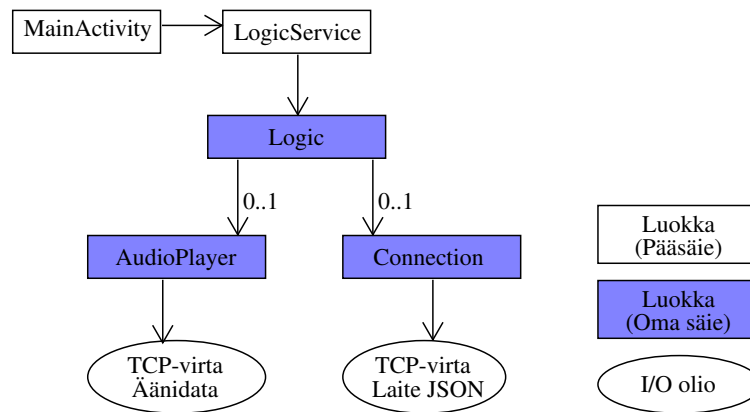 MainActivity
LogicService
Logic
0..1
0..1
AudioPlayer
Connection
TCP-virta
Äänidata
TCP-virta
Laite JSON
Luokka
(Pääsäie)
Luokka
(Oma säie)
I/O olio